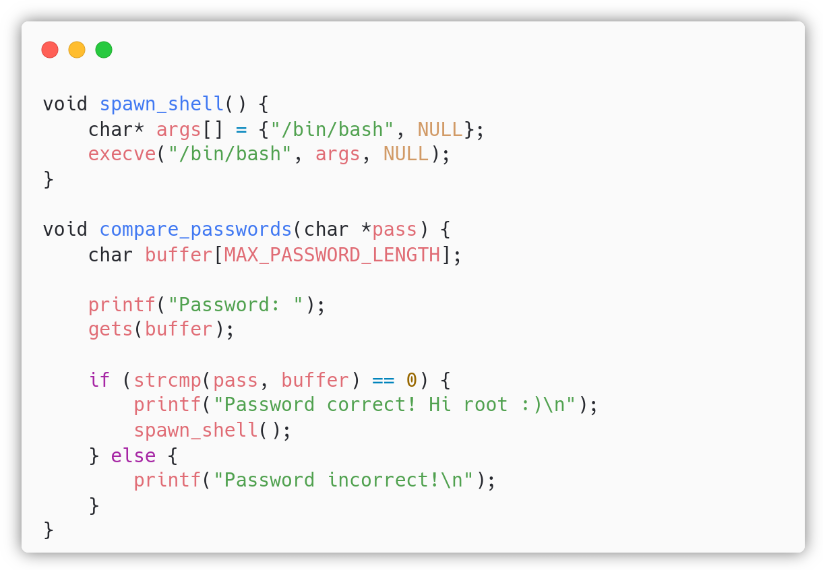 void spawn_shell() {
    char* args[] = {"/bin/bash", NULL};
    execve("/bin/bash", args, NULL);
}

void compare_passwords(char *pass) {
    char buffer[MAX_PASSWORD_LENGTH];

    printf("Password: ");
    gets(buffer);

    if (strcmp(pass, buffer) == 0) {
        printf("Password correct! Hi root :)\n");
        spawn_shell();
    } else {
        printf("Password incorrect!\n");
    }
}